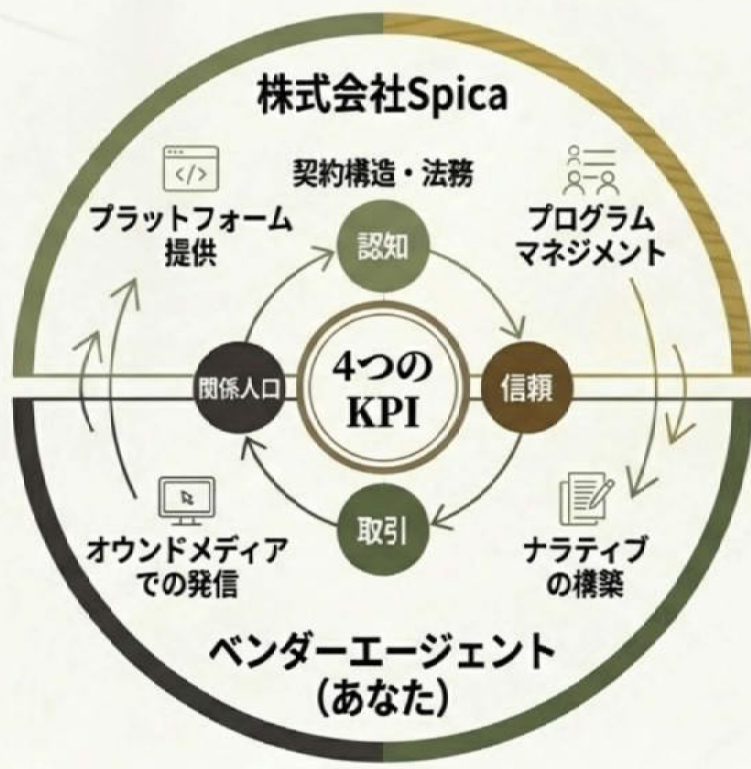 株式会社Spica
契約構造・法務
プラットフォーム
提供
プログラム
マネジメント
認知
関係人口
4つの
KPI
信頼
取引
オウンドメディア
での発信
ナラティブ
の構築
ベンダーエージェント
(あなた)